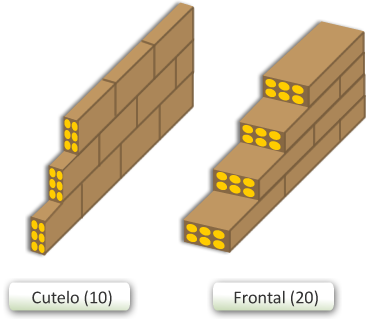 Cutelo (10)
Frontal (20)